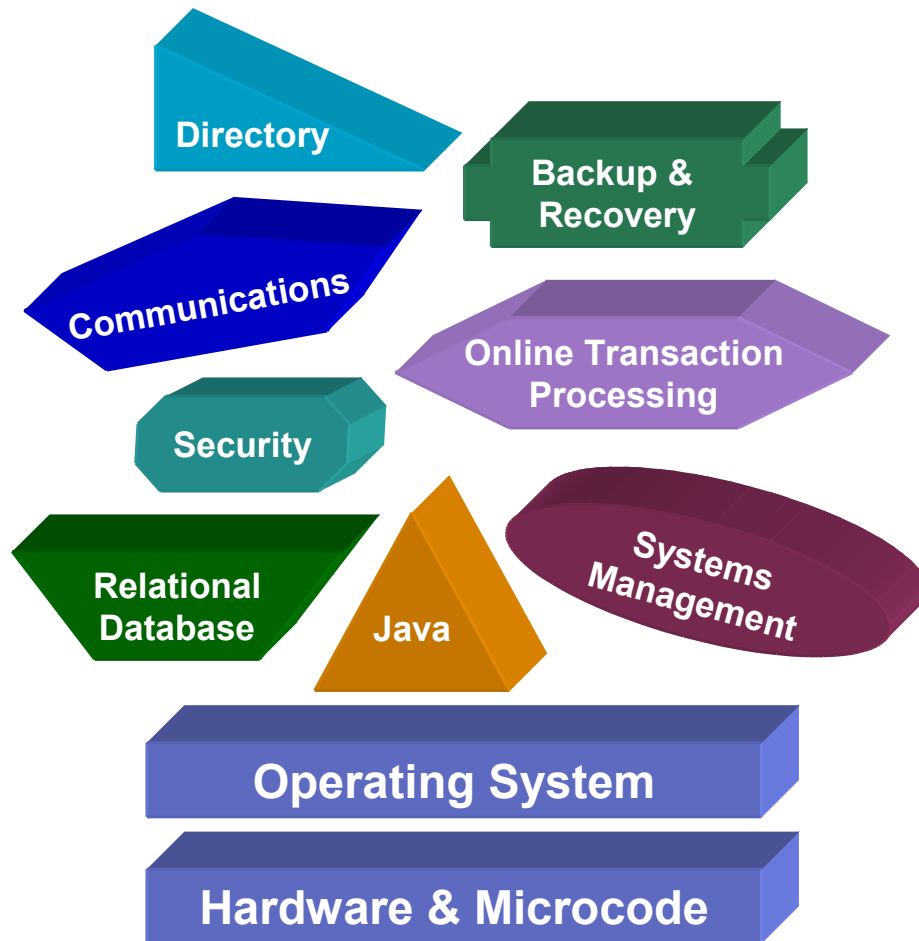 Directory
Backup &
Recovery
Communications
Online Transaction
Processing
Security
Systems
Management
Relational
Database
Java
Operating System
Hardware & Microcode